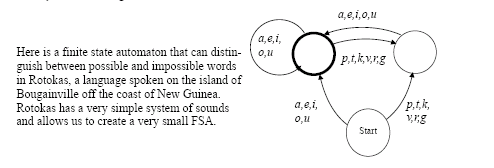 a,e,i,o,u
a,e,i,
o,u
p,t,k,v,r,g
Here is a finite state automaton that can distin-
guish between possible and impossible words
in Rotokas, a language spoken on the island of
Bougainville off the coast of New Guinea.
Rotokas has a very simple system of sounds
and allows us to create a very small FSA.
a,e,i,
o,u
p,t,k,
v,r,g
Start